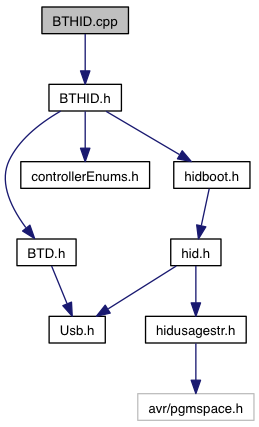 BTHID.cpp
BTHID.h
controllerEnums.h
hidboot.h
BTD.h
hid.h
Usb.h
hidusagestr.h
avr/pgmspace.h